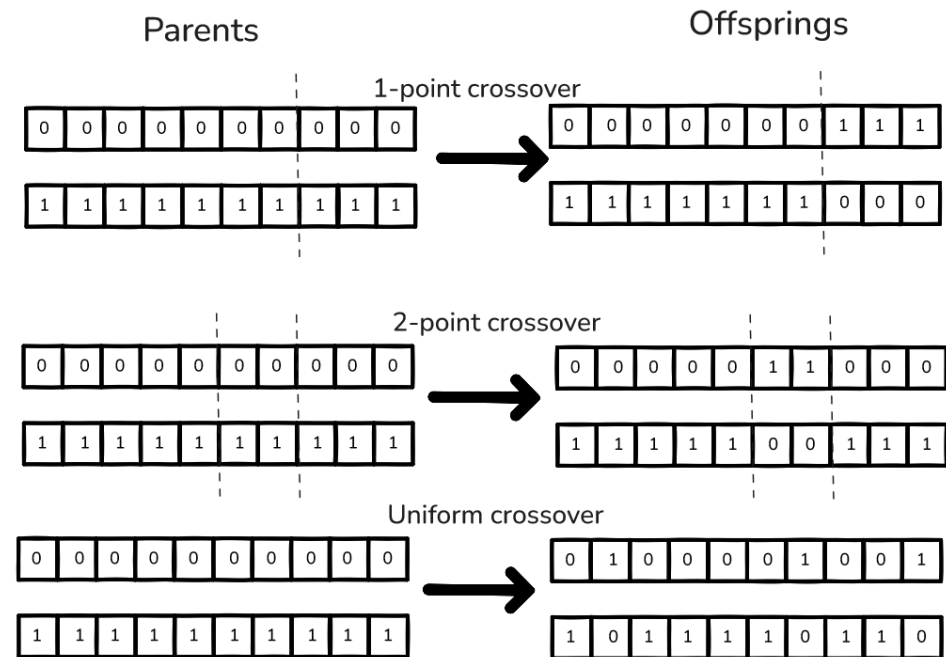 Parents
Offsprings
1-point crossover
0 0 0 0 0 0 0 0 0 0
0 0 0 0 0 0 0 1 1 1
1 1 1 1 1 1 1 1 1 1
1 1 1 1 1 1 1 0 0 0
2-point crossover
0 0 0 0 0 0 0 0 0 0
0 0 0 0 0 1 1 0 0 0
1 1 1 1 1 1 1 1 1 1
1 1 1 1 1 0 0 1 1 1
Uniform crossover
0 0 0 0 0 0 0 0 0 0
0 1 0 0 0 0 1 0 0 1
1 1 1 1 1 1 1 1 1 1
1 0 1 1 1 1 0 1 1 0